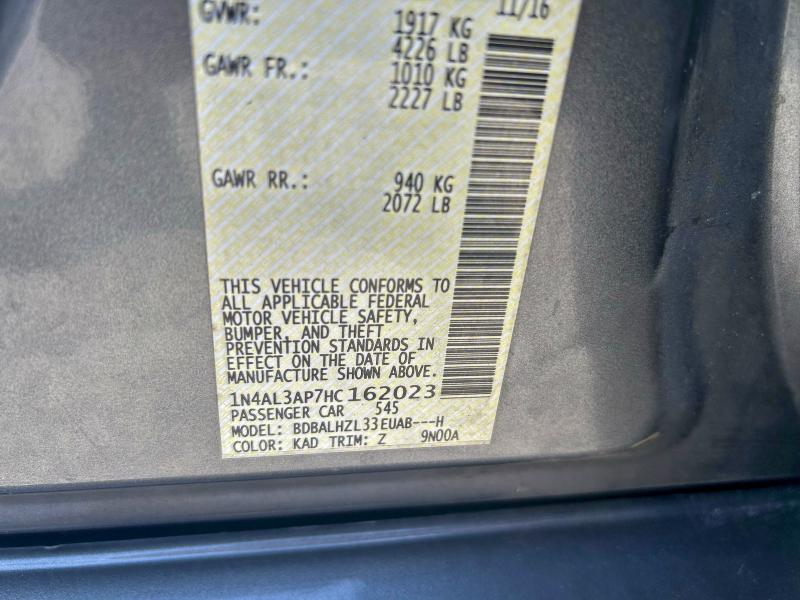 11/16
GVWR: 1917 KG
4226 LB
GAWR FR.: 1010 KG
2227 LB
GAWR RR.: 940 KG
2072 LB
THIS VEHICLE CONFORMS TO
ALL APPLICABLE FEDERAL
MOTOR VEHICLE SAFETY,
BUMPER, AND THEFT
PREVENTION STANDARDS IN
EFFECT ON THE DATE OF
MANUFACTURE SHOWN ABOVE.
1N4AL3AP7HC162023
PASSENGER CAR 545
MODEL: BDBALHZL33EUAB---H
COLOR: KAD TRIM: Z 9N00A